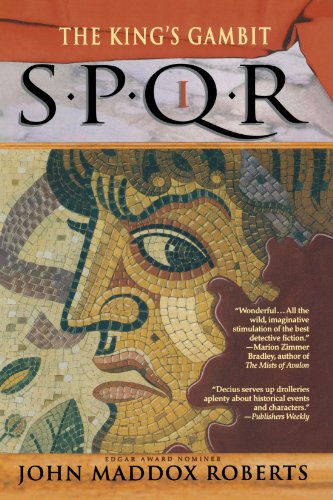 THE KING'S GAMBIT
S·P·Q·R
I
"Wonderful...All the
wild, imaginative
stimulation of the best
detective fiction."
—Marion Zimmer
Bradley, author of
The Mists of Avalon
"Decius serves up drolleries
aplenty about historical events
and characters."
—Publishers Weekly
EDGAR AWARD NOMINEE
JOHN MADDOX ROBERTS